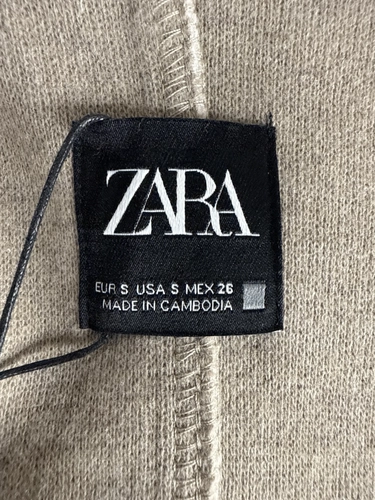 ZARA
EUR S USA S MEX 26
MADE IN CAMBODIA